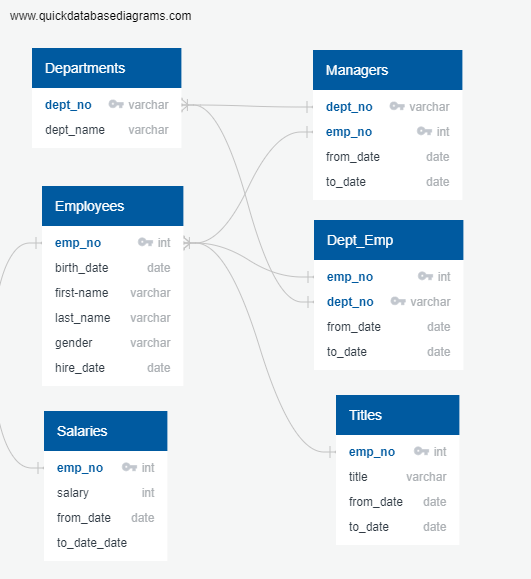 www.quickdatabasediagrams.com
Departments
dept_no varchar
dept_name varchar
Employees
emp_no int
birth_date date
first-name varchar
last_name varchar
gender varchar
hire_date date
Salaries
emp_no int
salary int
from_date date
to_date_date
Managers
dept_no varchar
emp_no int
from_date date
to_date date
Dept_Emp
emp_no int
dept_no varchar
from_date date
to_date date
Titles
emp_no int
title varchar
from_date date
to_date date